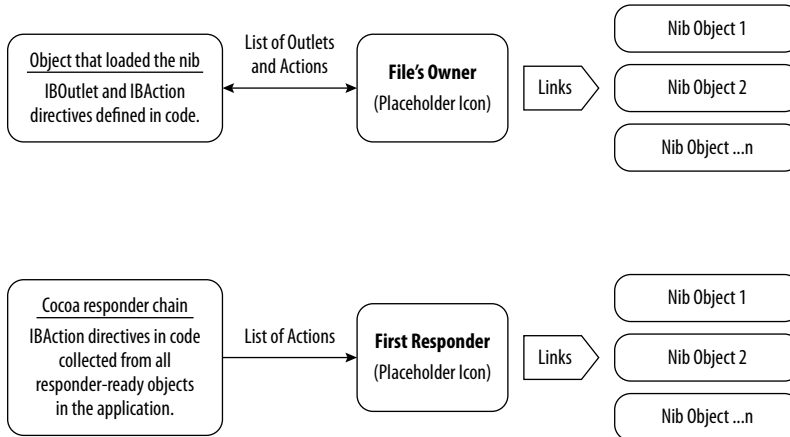 Object that loaded the nib
IBOutlet and IBAction
directives defined in code.
List of Outlets
and Actions
File's Owner
(Placeholder Icon)
Links
Nib Object 1
Nib Object 2
Nib Object ...n
Cocoa responder chain
IBAction directives in code
collected from all
responder-ready objects
in the application.
List of Actions
First Responder
(Placeholder Icon)
Links
Nib Object 1
Nib Object 2
Nib Object ...n